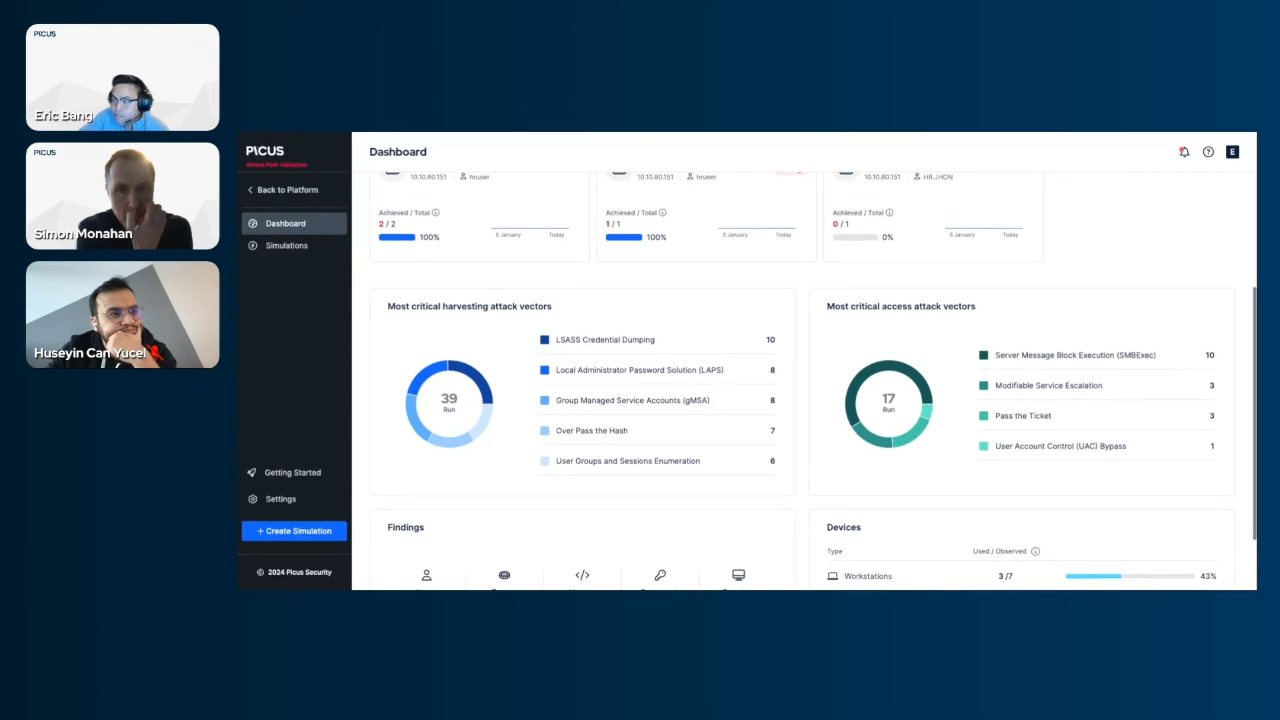 PICUS
Eric Bang
PICUS
Simon Monahan
Huseyin Can Yucel
PICUS
Attack Path Validation
Back to Platform
Dashboard
Simulations
Getting Started
Settings
+ Create Simulation
© 2024 Picus Security
Dashboard
E
10.10.80.151 hruser
Achieved / Total
2 / 2
100%
5 January Today
10.10.80.151 hruser
Achieved / Total
1 / 1
100%
5 January Today
10.10.80.151 HR.JHON
Achieved / Total
0 / 1
0%
5 January Today
Most critical harvesting attack vectors
39
Run
LSASS Credential Dumping 10
Local Administrator Password Solution (LAPS) 8
Group Managed Service Accounts (gMSA) 8
Over Pass the Hash 7
User Groups and Sessions Enumeration 6
Most critical access attack vectors
17
Run
Server Message Block Execution (SMBExec) 10
Modifiable Service Escalation 3
Pass the Ticket 3
User Account Control (UAC) Bypass 1
Findings
Devices
Type Used / Observed
Workstations 3 /7 43%